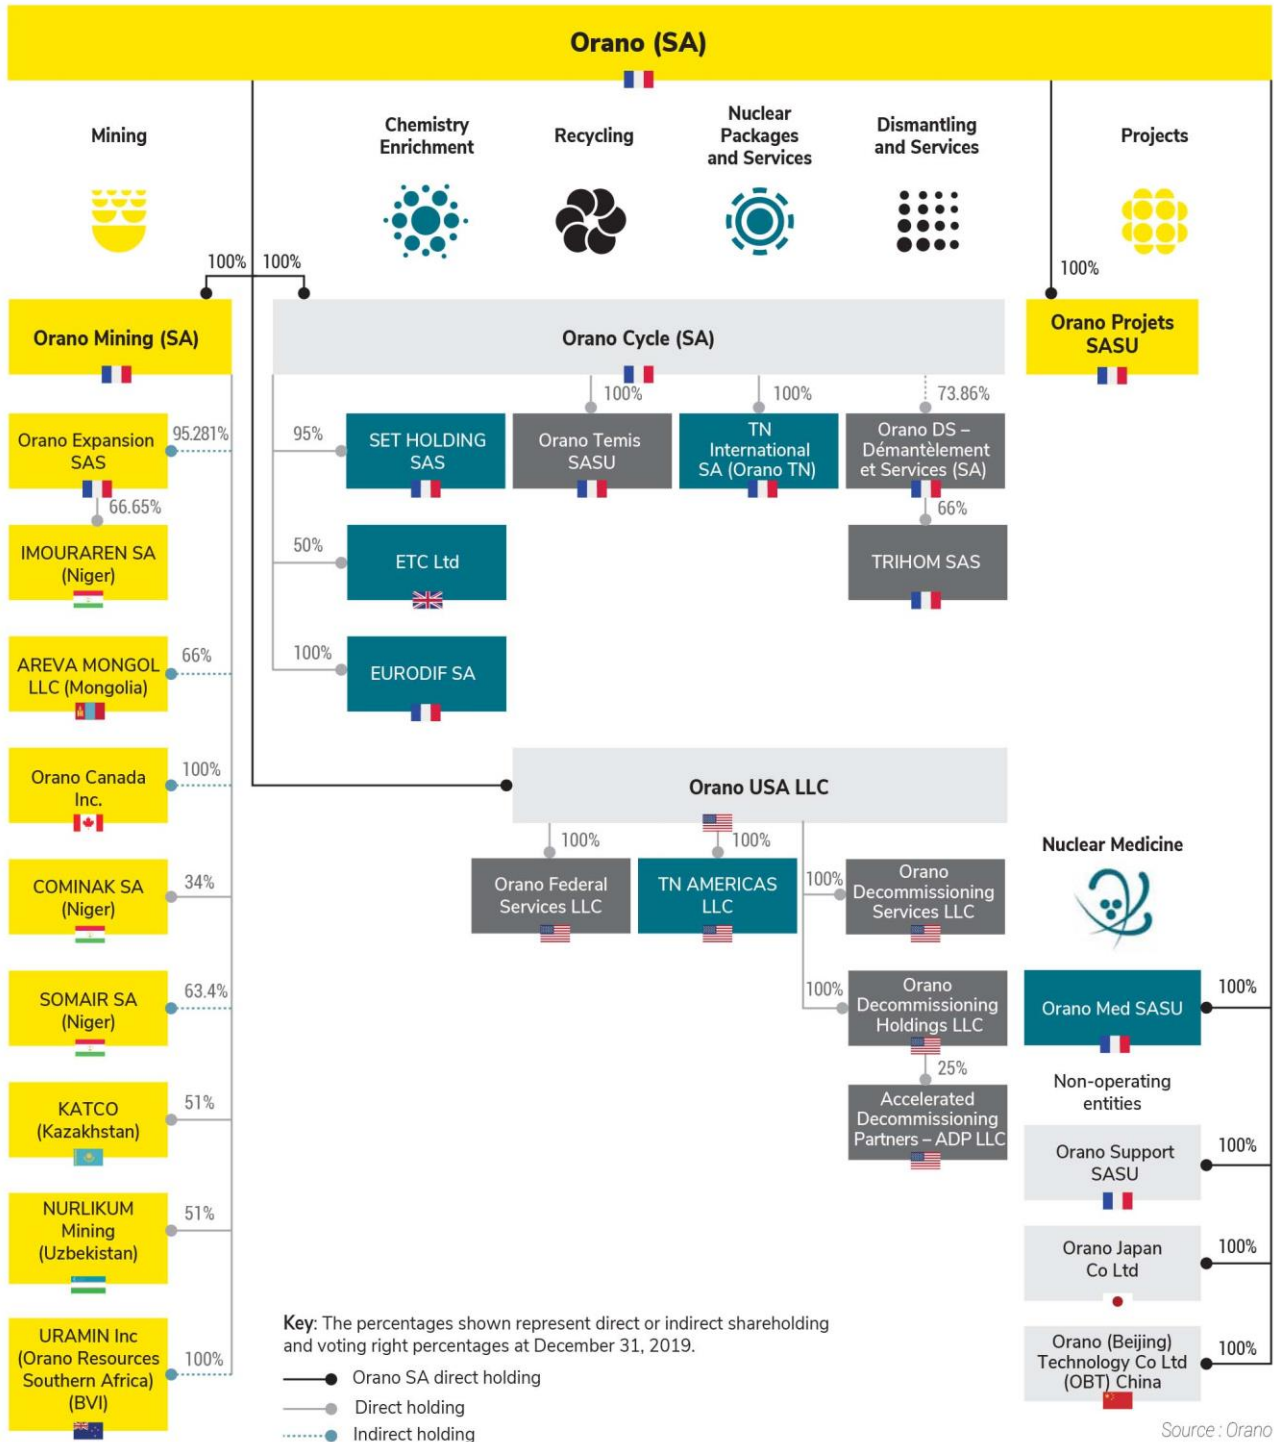 Orano (SA)
Mining
Chemistry
Enrichment
Recycling
Nuclear
Packages
and Services
Dismantling
and Services
Projects
100%
100%
100%
Orano Mining (SA)
Orano Cycle (SA)
Orano Projets
SASU
Orano Expansion
SAS
95.281%
66.65%
IMOURAREN SA
(Niger)
AREVA MONGOL
LLC (Mongolia)
66%
Orano Canada
Inc.
100%
COMINAK SA
(Niger)
34%
SOMAIR SA
(Niger)
63.4%
KATCO
(Kazakhstan)
51%
NURLIKUM
Mining
(Uzbekistan)
51%
URAMIN Inc
(Orano Resources
Southern Africa)
(BVI)
100%
95%
SET HOLDING
SAS
50%
ETC Ltd
100%
EURODIF SA
100%
Orano Temis
SASU
100%
TN
International
SA (Orano TN)
73.86%
Orano DS –
Démantèlement
et Services (SA)
66%
TRIHOM SAS
Orano USA LLC
100%
Orano Federal
Services LLC
100%
TN AMERICAS
LLC
100%
Orano
Decommissioning
Services LLC
100%
Orano
Decommissioning
Holdings LLC
25%
Accelerated
Decommissioning
Partners – ADP LLC
Nuclear Medicine
Orano Med SASU
100%
Non-operating
entities
Orano Support
SASU
100%
Orano Japan
Co Ltd
100%
Orano (Beijing)
Technology Co Ltd
(OBT) China
100%
Key: The percentages shown represent direct or indirect shareholding
and voting right percentages at December 31, 2019.
Orano SA direct holding
Direct holding
Indirect holding
Source : Orano